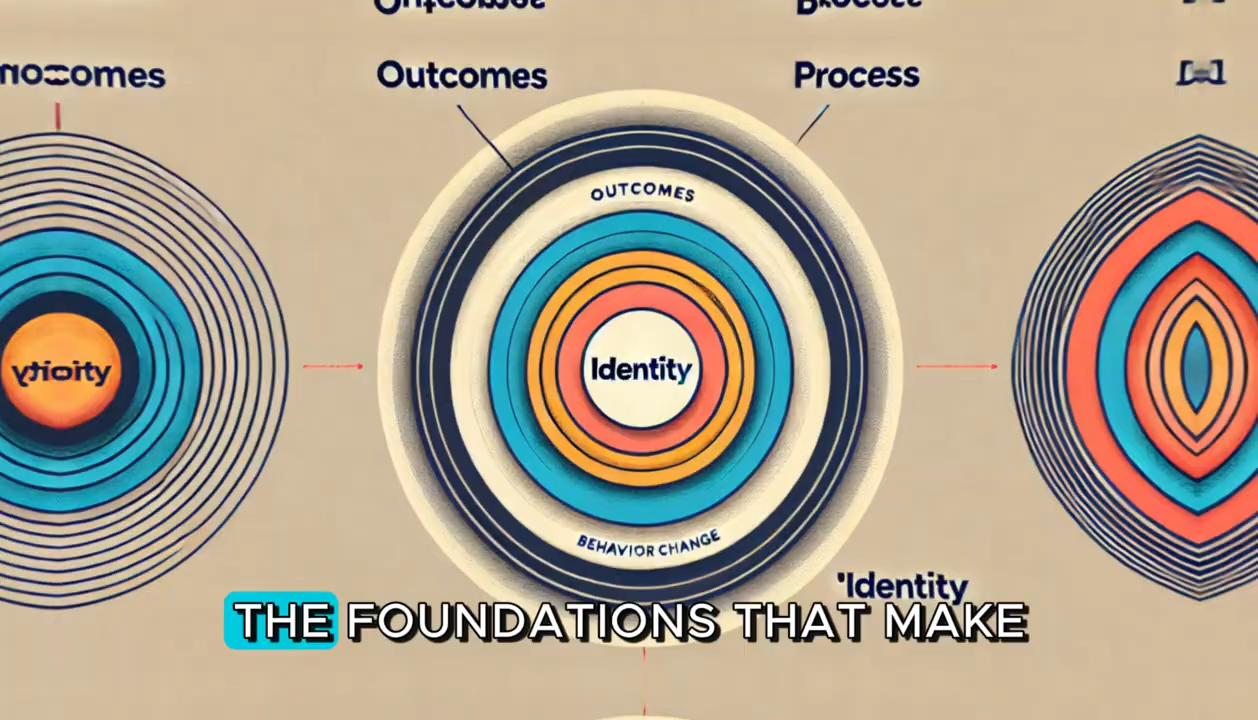 Outcomes
Process
OUTCOMES
Identity
BEHAVIOR CHANGE
'Identity
THE FOUNDATIONS THAT MAKE